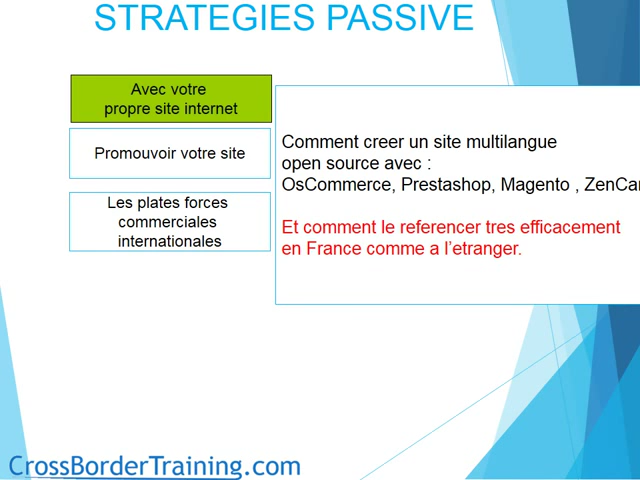 STRATEGIES PASSIVE
Avec votre
propre site internet
Promouvoir votre site
Les plates forces
commerciales
internationales
Comment creer un site multilangue
open source avec :
OsCommerce, Prestashop, Magento , ZenCar
Et comment le referencer tres efficacement
en France comme a l’etranger.
CrossBorderTraining.com